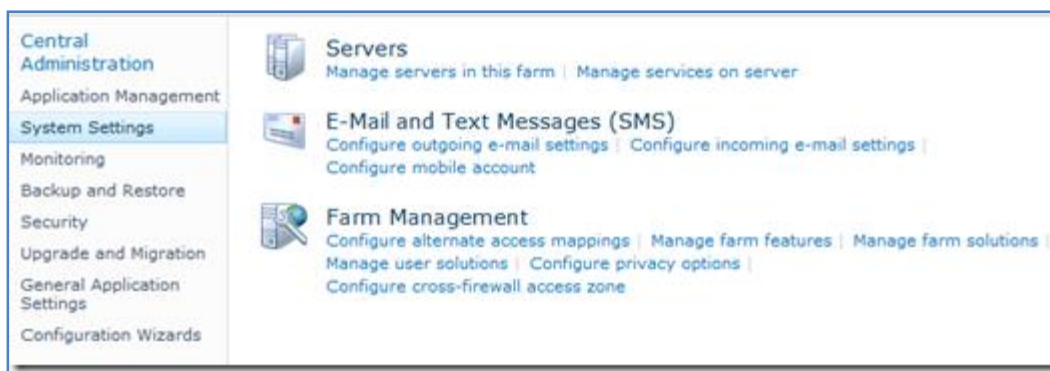 Central
Administration
Application Management
System Settings
Monitoring
Backup and Restore
Security
Upgrade and Migration
General Application
Settings
Configuration Wizards
Servers
Manage servers in this farm | Manage services on server
E-Mail and Text Messages (SMS)
Configure outgoing e-mail settings | Configure incoming e-mail settings |
Configure mobile account
Farm Management
Configure alternate access mappings | Manage farm features | Manage farm solutions |
Manage user solutions | Configure privacy options |
Configure cross-firewall access zone